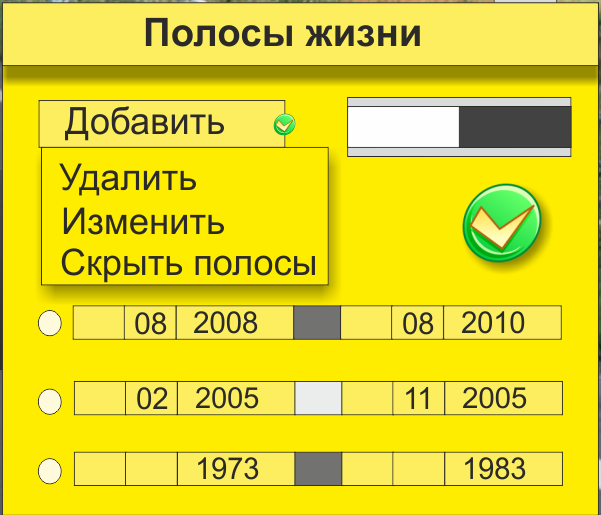 Полосы жизни
Добавить
Удалить
Изменить
Скрыть полосы
08 2008 08 2010
02 2005 11 2005
1973 1983